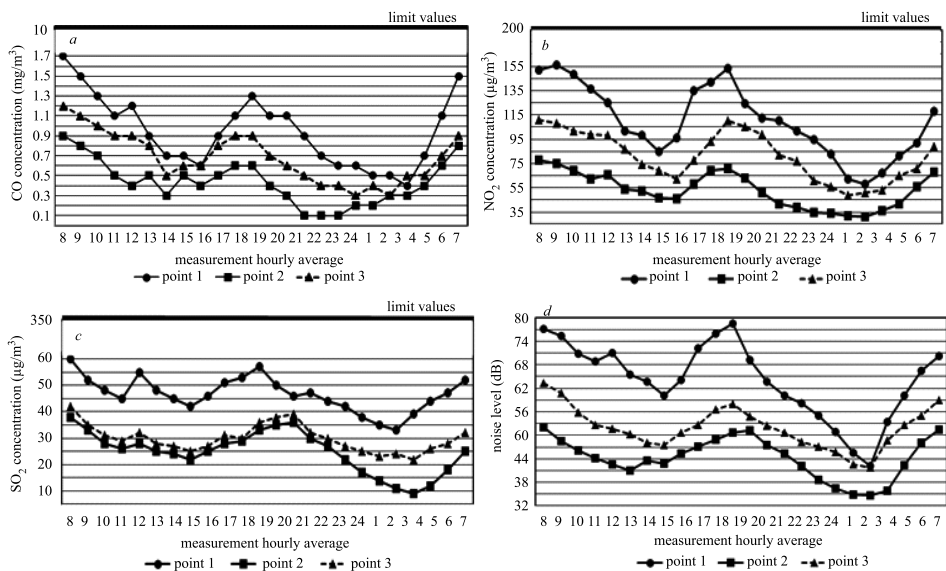 limit values
10
a
1.7
1.5
1.3
1.1
0.9
0.7
0.5
0.3
0.1
CO concentration (mg/m³)
8 9 10 11 12 13 14 15 16 17 18 19 20 21 22 23 24 1 2 3 4 5 6 7
measurement hourly average
point 1 point 2 point 3
limit values
200
b
155
135
115
95
75
55
35
NO₂ concentration (µg/m³)
8 9 10 11 12 13 14 15 16 17 18 19 20 21 22 23 24 1 2 3 4 5 6 7
measurement hourly average
point 1 point 2 point 3
limit values
350
c
60
50
40
30
20
10
SO₂ concentration (µg/m³)
8 9 10 11 12 13 14 15 16 17 18 19 20 21 22 23 24 1 2 3 4 5 6 7
measurement hourly average
point 1 point 2 point 3
d
80
74
68
62
56
60
44
38
32
noise level (dB)
8 9 10 11 12 13 14 15 16 17 18 19 20 21 22 23 24 1 2 3 4 5 6 7
measurement hourly average
point 1 point 2 point 3